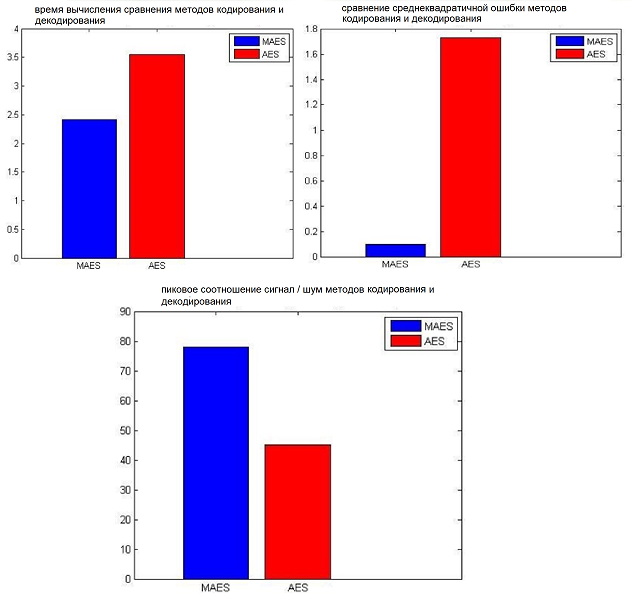 время вычисления сравнения методов кодирования и
декодирования
4
3.5
3
2.5
2
1.5
1
0.5
0
MAES
AES
MAES
AES
сравнение среднеквадратичной ошибки методов
кодирования и декодирования
1.8
1.6
1.4
1.2
1
0.8
0.6
0.4
0.2
0
MAES
AES
MAES
AES
пиковое соотношение сигнал / шум методов кодирования и
декодирования
90
80
70
60
50
40
30
20
10
0
MAES
AES
MAES
AES